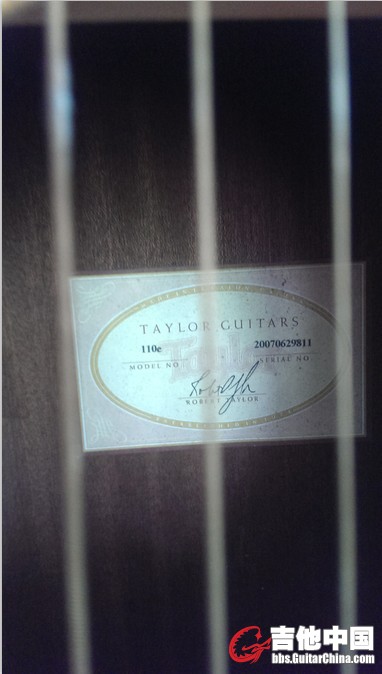 TAYLOR GUITARS
110e 20070629811
MODEL NO SERIAL NO.
ROBERT TAYLOR
吉他中国
bbs.GuitarChina.com